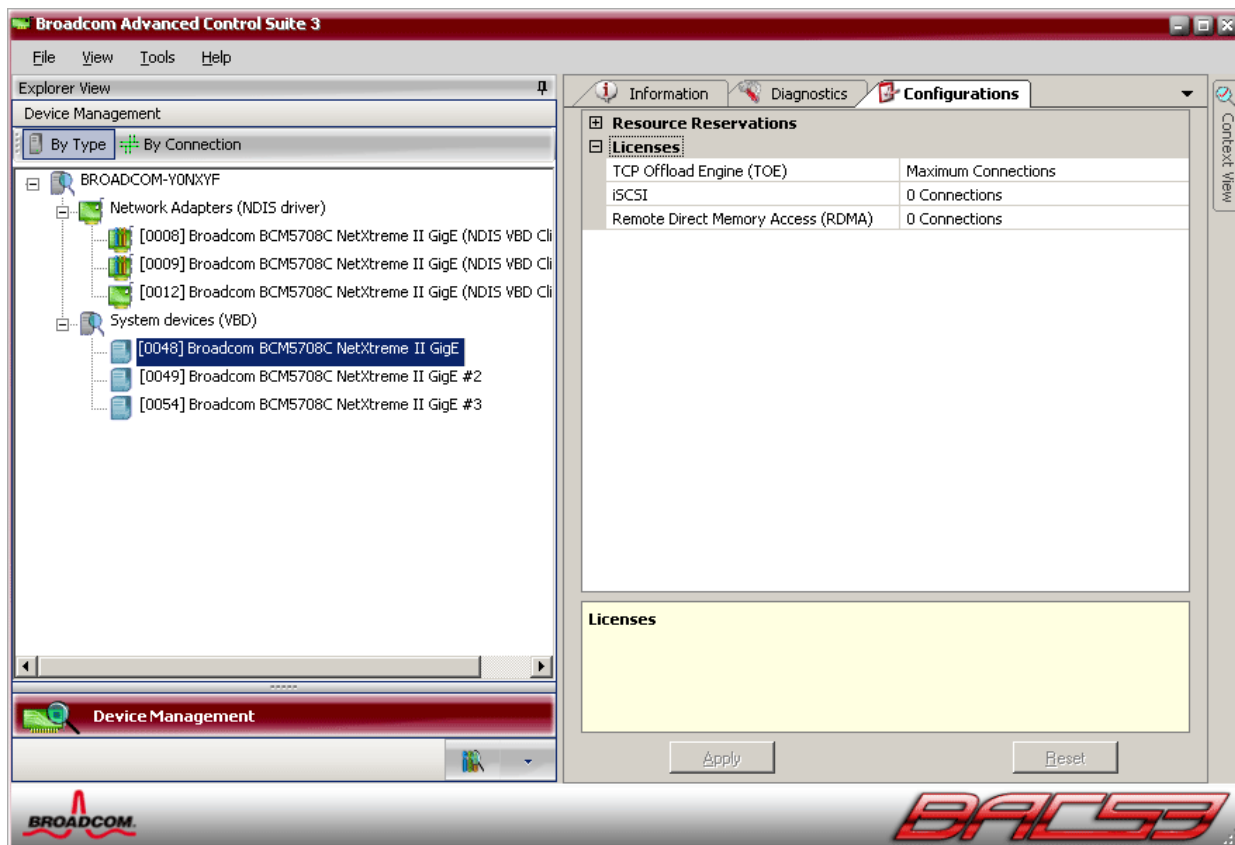 Broadcom Advanced Control Suite 3
File View Tools Help
Explorer View
Device Management
By Type By Connection
BROADCOM-Y0NXYF
Network Adapters (NDIS driver)
[0008] Broadcom BCM5708C NetXtreme II GigE (NDIS VBD Cli
[0009] Broadcom BCM5708C NetXtreme II GigE (NDIS VBD Cli
[0012] Broadcom BCM5708C NetXtreme II GigE (NDIS VBD Cli
System devices (VBD)
[0048] Broadcom BCM5708C NetXtreme II GigE
[0049] Broadcom BCM5708C NetXtreme II GigE #2
[0054] Broadcom BCM5708C NetXtreme II GigE #3
Device Management
Information Diagnostics Configurations
Resource Reservations
Licenses
TCP Offload Engine (TOE) Maximum Connections
iSCSI 0 Connections
Remote Direct Memory Access (RDMA) 0 Connections
Licenses
Apply Reset
Context View
BROADCOM.
BACS3